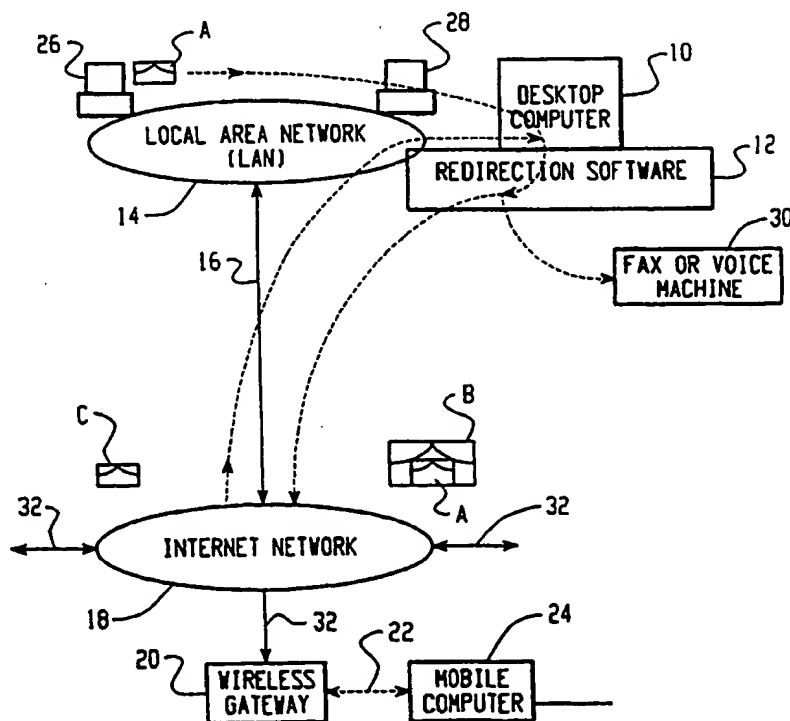 26
A
28
10
DESKTOP
COMPUTER
LOCAL AREA NETWORK
(LAN)
12
REDIRECTION SOFTWARE
14
16
30
FAX OR VOICE
MACHINE
C
B
A
32
INTERNET NETWORK
32
18
32
20
WIRELESS
GATEWAY
22
24
MOBILE
COMPUTER